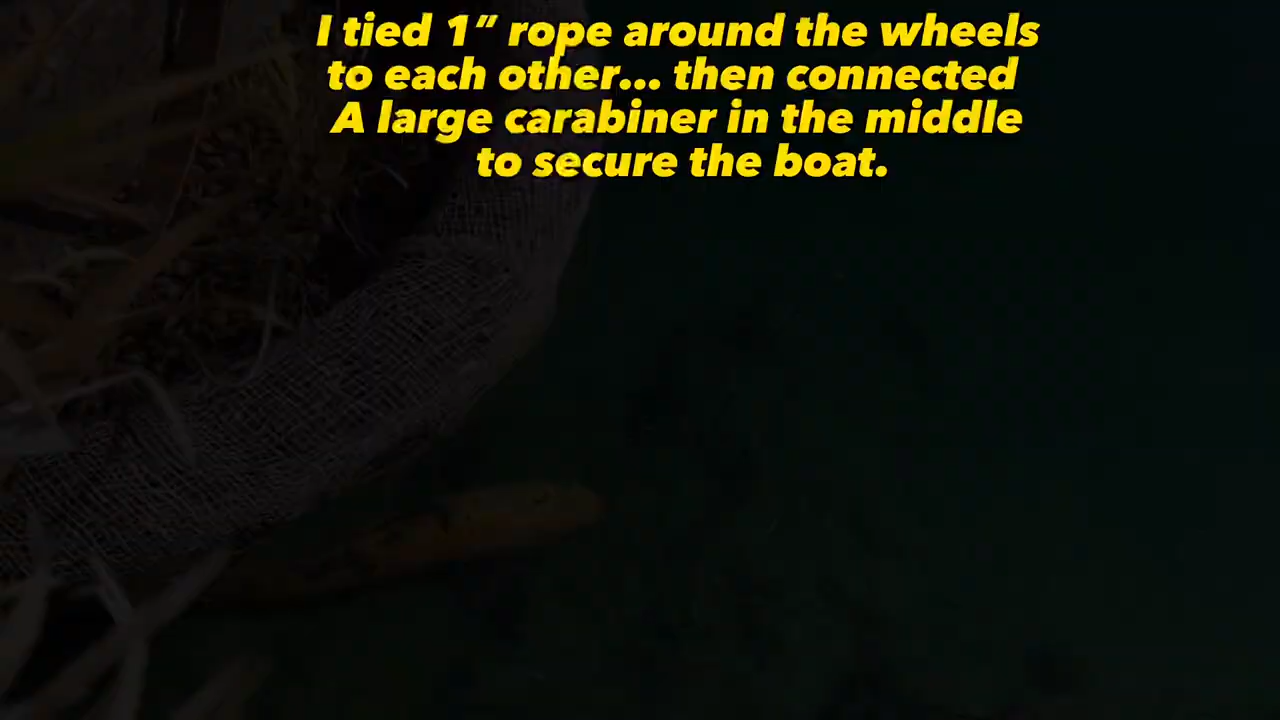 I tied 1” rope around the wheels
to each other... then connected
A large carabiner in the middle
to secure the boat.